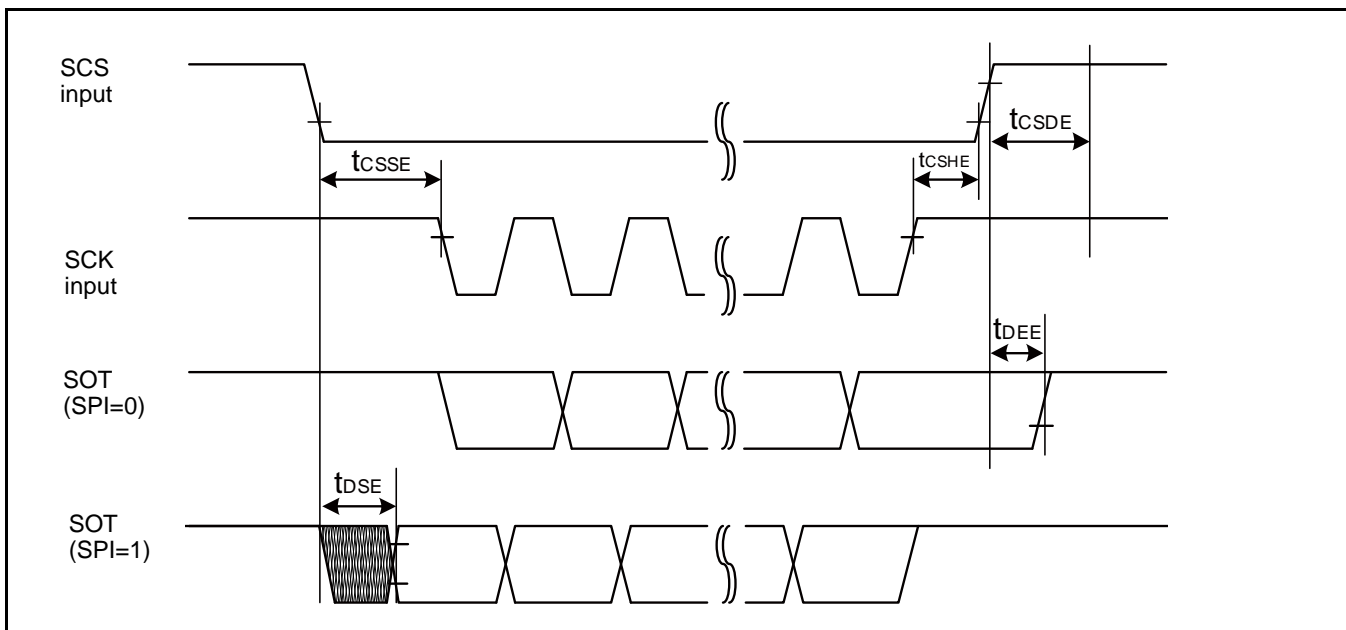 SCS
input
tCSDE
tCSSE
tCSHE
SCK
input
tDEE
SOT
(SPI=0)
tDSE
SOT
(SPI=1)